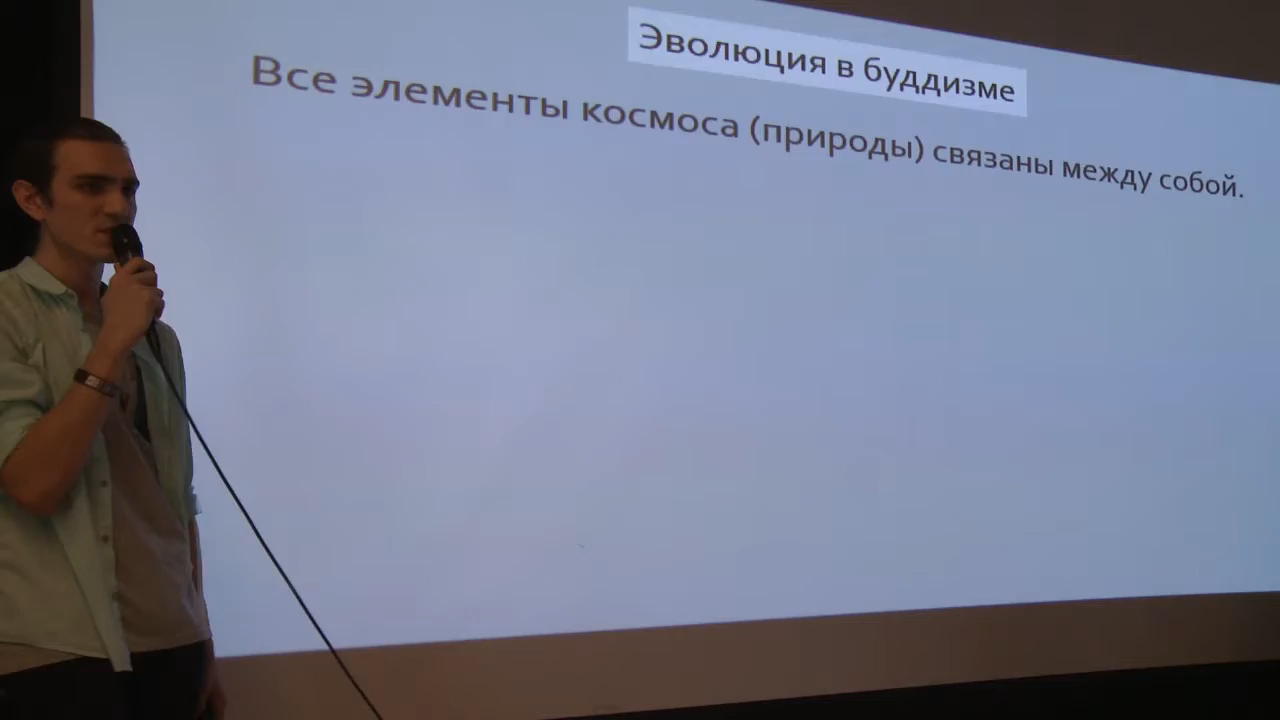 Эволюция в буддизме
Все элементы космоса (природы) связаны между собой.